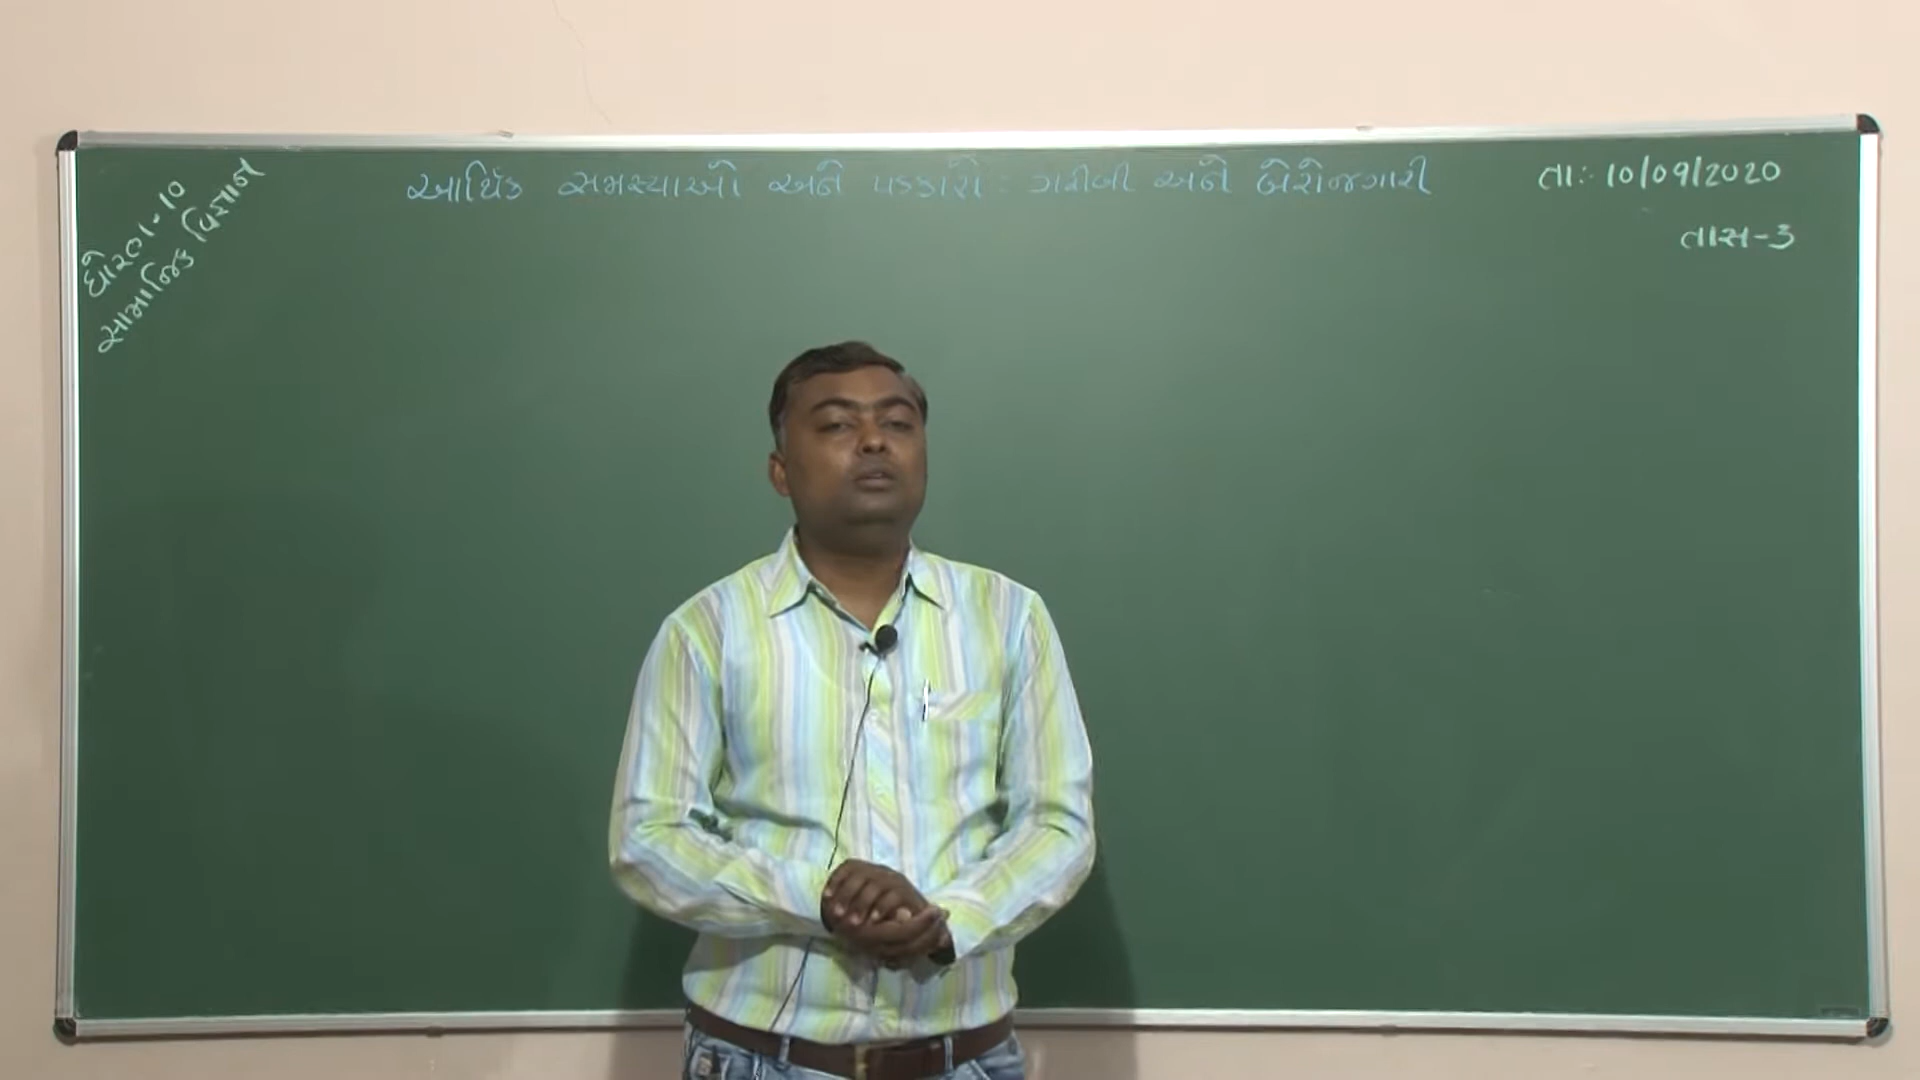 ધોરણ-10
સામાજિક વિજ્ઞાન
આર્થિક સમસ્યાઓ અને પડકારો : ગરીબી અને બેરોજગારી
તા:- 10/09/2020
તાસ-3